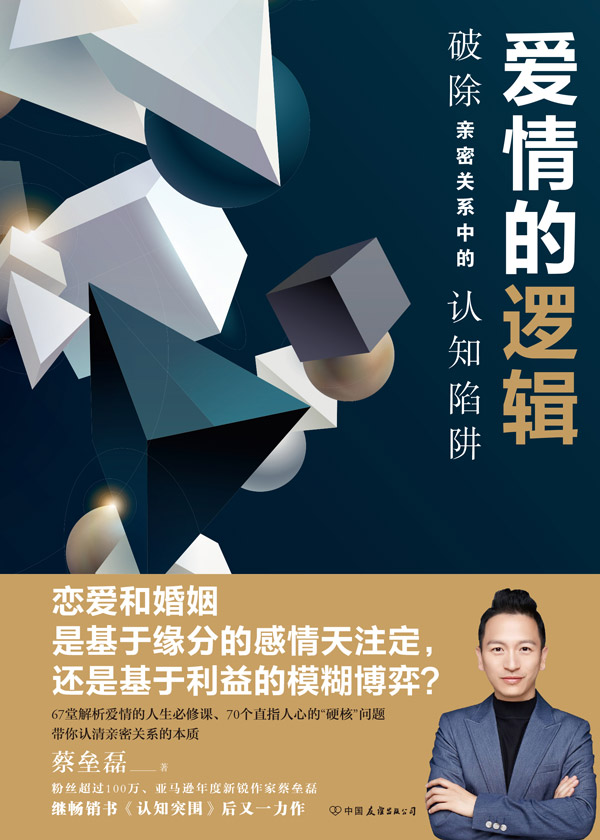 爱情的逻辑
破除亲密关系中的认知陷阱
恋爱和婚姻
是基于缘分的感情天注定，
还是基于利益的模糊博弈？
67堂解析爱情的人生必修课、70个直指人心的“硬核”问题
带你认清亲密关系的本质
蔡垒磊——著
粉丝超过100万、亚马逊年度新锐作家蔡垒磊
继畅销书《认知突围》后又一力作
中国友谊出版公司